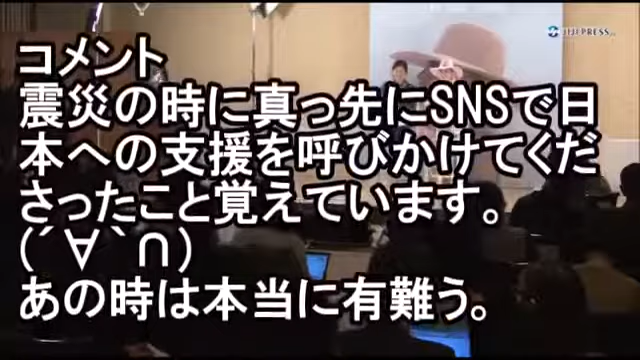 JIJI PRESS
コメント
震災の時に真っ先にSNSで日
本への支援を呼びかけてくだ
さったこと覚えています。
(´∀｀∩)
あの時は本当に有難う。